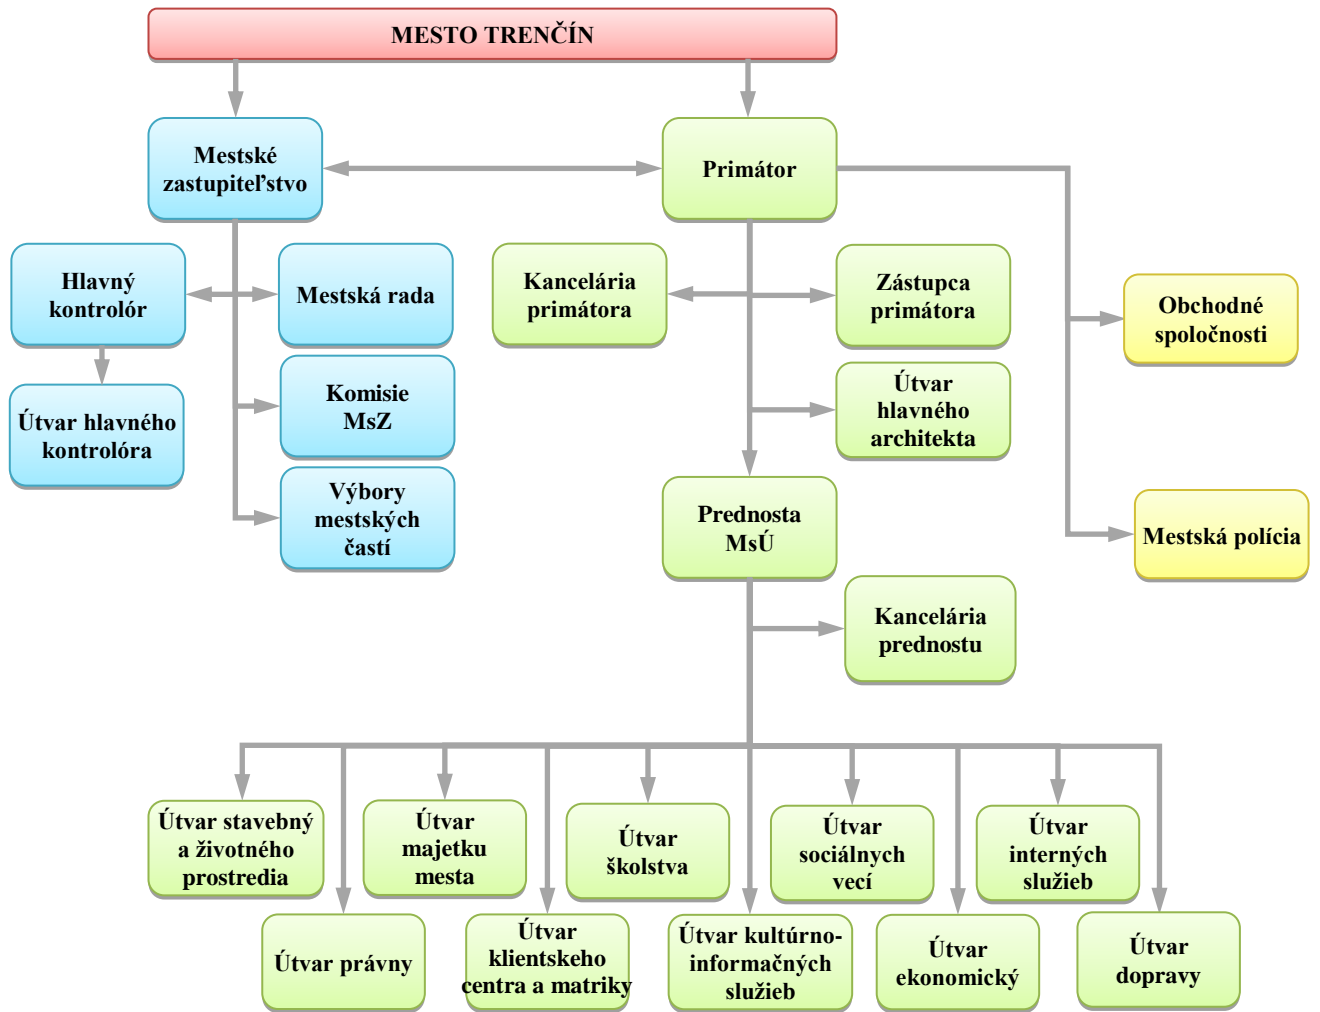 MESTO TRENČÍN
Mestské
zastupiteľstvo
Primátor
Hlavný
kontrolór
Mestská rada
Kancelária
primátora
Zástupca
primátora
Obchodné
spoločnosti
Útvar hlavného
kontrolóra
Komisie
MsZ
Útvar
hlavného
architekta
Výbory
mestských
častí
Prednosta
MsÚ
Mestská polícia
Kancelária
prednostu
Útvar stavebný
a životného
prostredia
Útvar
majetku
mesta
Útvar
školstva
Útvar
sociálnych
vecí
Útvar
interných
služieb
Útvar právny
Útvar
klientskeho
centra a matriky
Útvar kultúrno-
informačných
služieb
Útvar
ekonomický
Útvar
dopravy